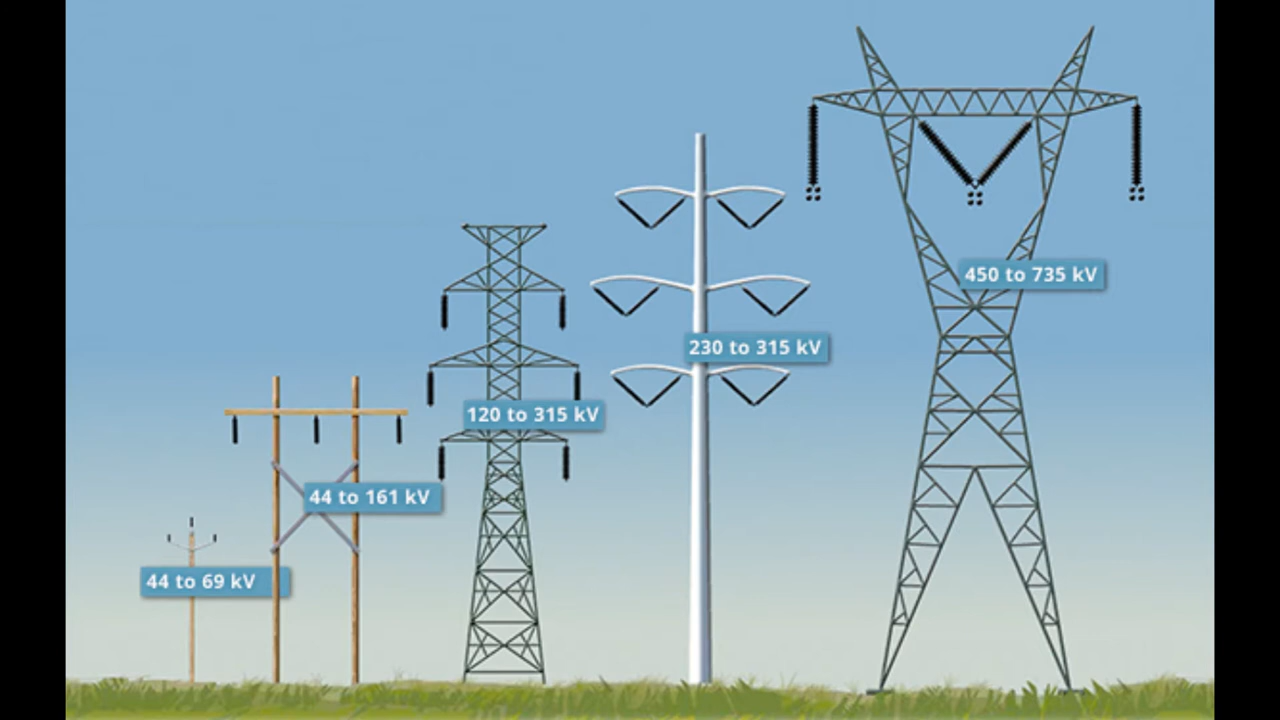 44 to 69 kV
44 to 161 kV
120 to 315 kV
230 to 315 kV
450 to 735 kV